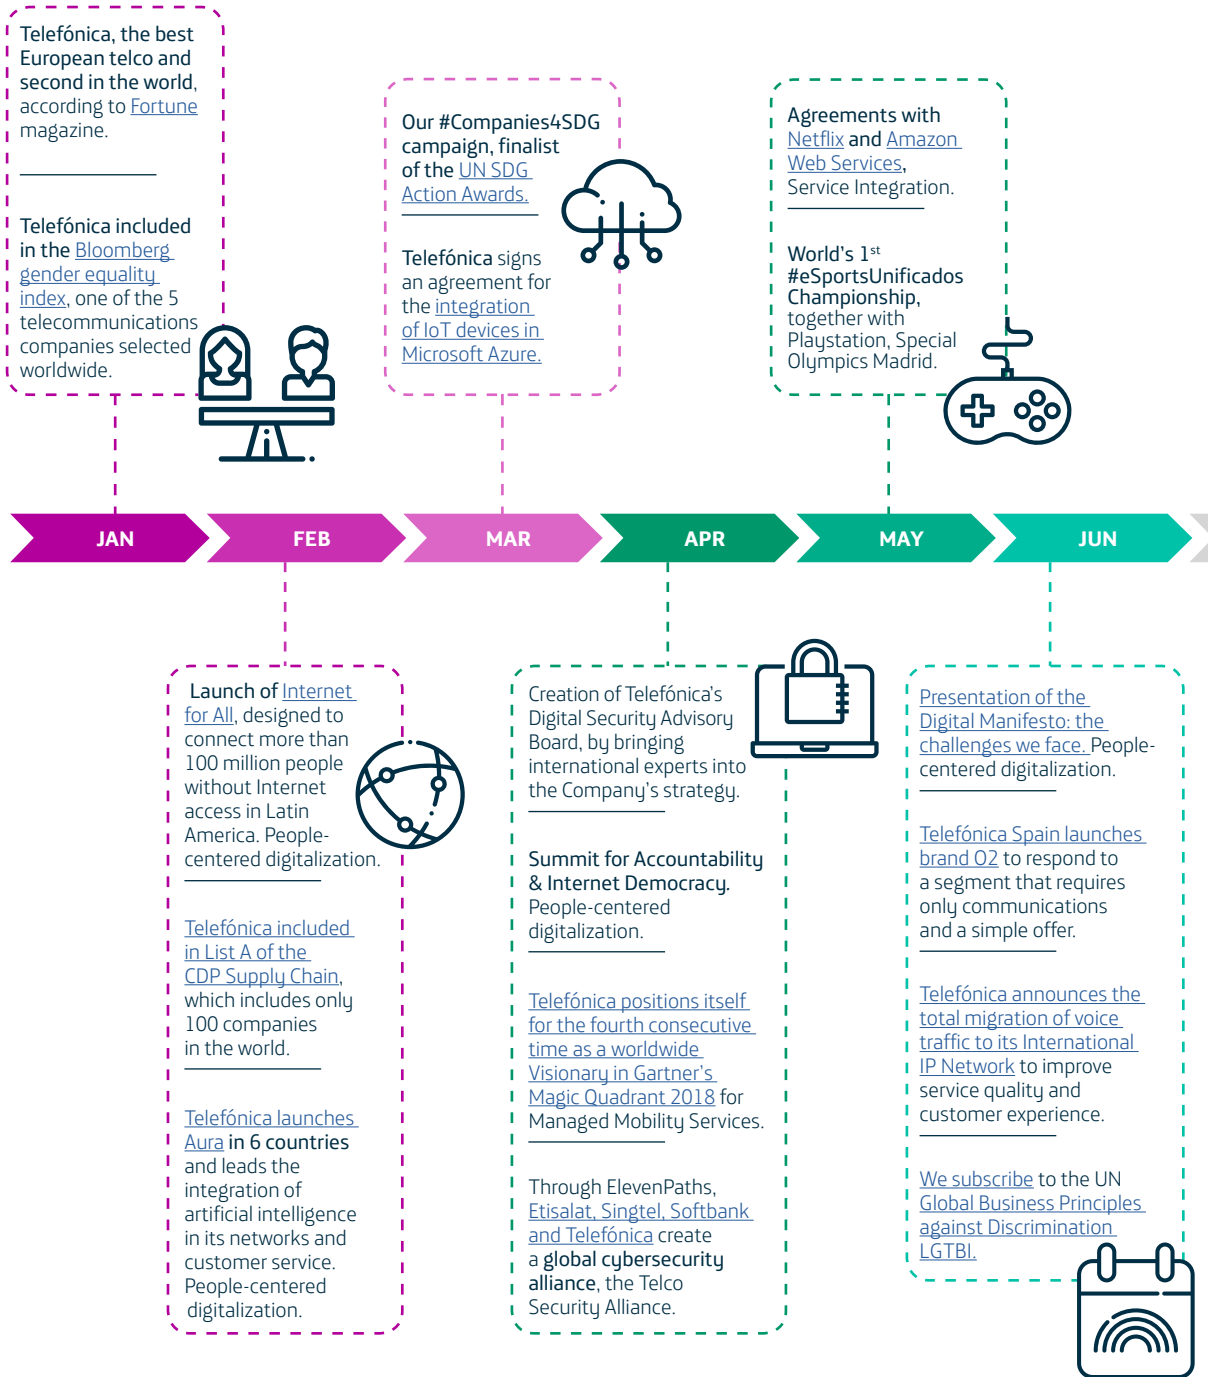 Telefónica, the best
European telco and
second in the world,
according to Fortune
magazine.
Telefónica included
in the Bloomberg
gender equality
index, one of the 5
telecommunications
companies selected
worldwide.
Our #Companies4SDG
campaign, finalist
of the UN SDG
Action Awards.
Telefónica signs
an agreement for
the integration
of IoT devices in
Microsoft Azure.
Agreements with
Netflix and Amazon
Web Services,
Service Integration.
World's 1st
#eSportsUnificados
Championship,
together with
Playstation, Special
Olympics Madrid.
JAN
FEB
MAR
APR
MAY
JUN
Launch of Internet
for All, designed to
connect more than
100 million people
without Internet
access in Latin
America. People-
centered digitalization.
Telefónica included
in List A of the
CDP Supply Chain,
which includes only
100 companies
in the world.
Telefónica launches
Aura in 6 countries
and leads the
integration of
artificial intelligence
in its networks and
customer service.
People-centered
digitalization.
Creation of Telefónica's
Digital Security Advisory
Board, by bringing
international experts into
the Company's strategy.
Summit for Accountability
& Internet Democracy.
People-centered
digitalization.
Telefónica positions itself
for the fourth consecutive
time as a worldwide
Visionary in Gartner's
Magic Quadrant 2018 for
Managed Mobility Services.
Through ElevenPaths,
Etisalat, Singtel, Softbank
and Telefónica create
a global cybersecurity
alliance, the Telco
Security Alliance.
Presentation of the
Digital Manifesto: the
challenges we face. People-
centered digitalization.
Telefónica Spain launches
brand O2 to respond to
a segment that requires
only communications
and a simple offer.
Telefónica announces the
total migration of voice
traffic to its International
IP Network to improve
service quality and
customer experience.
We subscribe to the UN
Global Business Principles
against Discrimination
LGTBI.